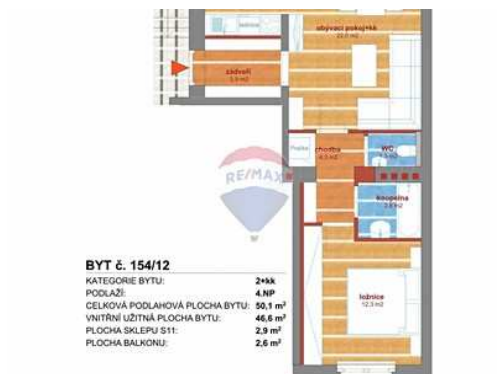 obývací pokoj+kk
zádveří
chodba
WC
RE/MAX
koupelna
ložnice
12,3 m2
BYT č. 154/12
KATEGORIE BYTU: 2+kk
PODLAŽÍ: 4.NP
CELKOVÁ PODLAHOVÁ PLOCHA BYTU: 50,1 m²
VNITŘNÍ UŽITNÁ PLOCHA BYTU: 46,6 m²
PLOCHA SKLEPU S11: 2,9 m²
PLOCHA BALKONU: 2,6 m²